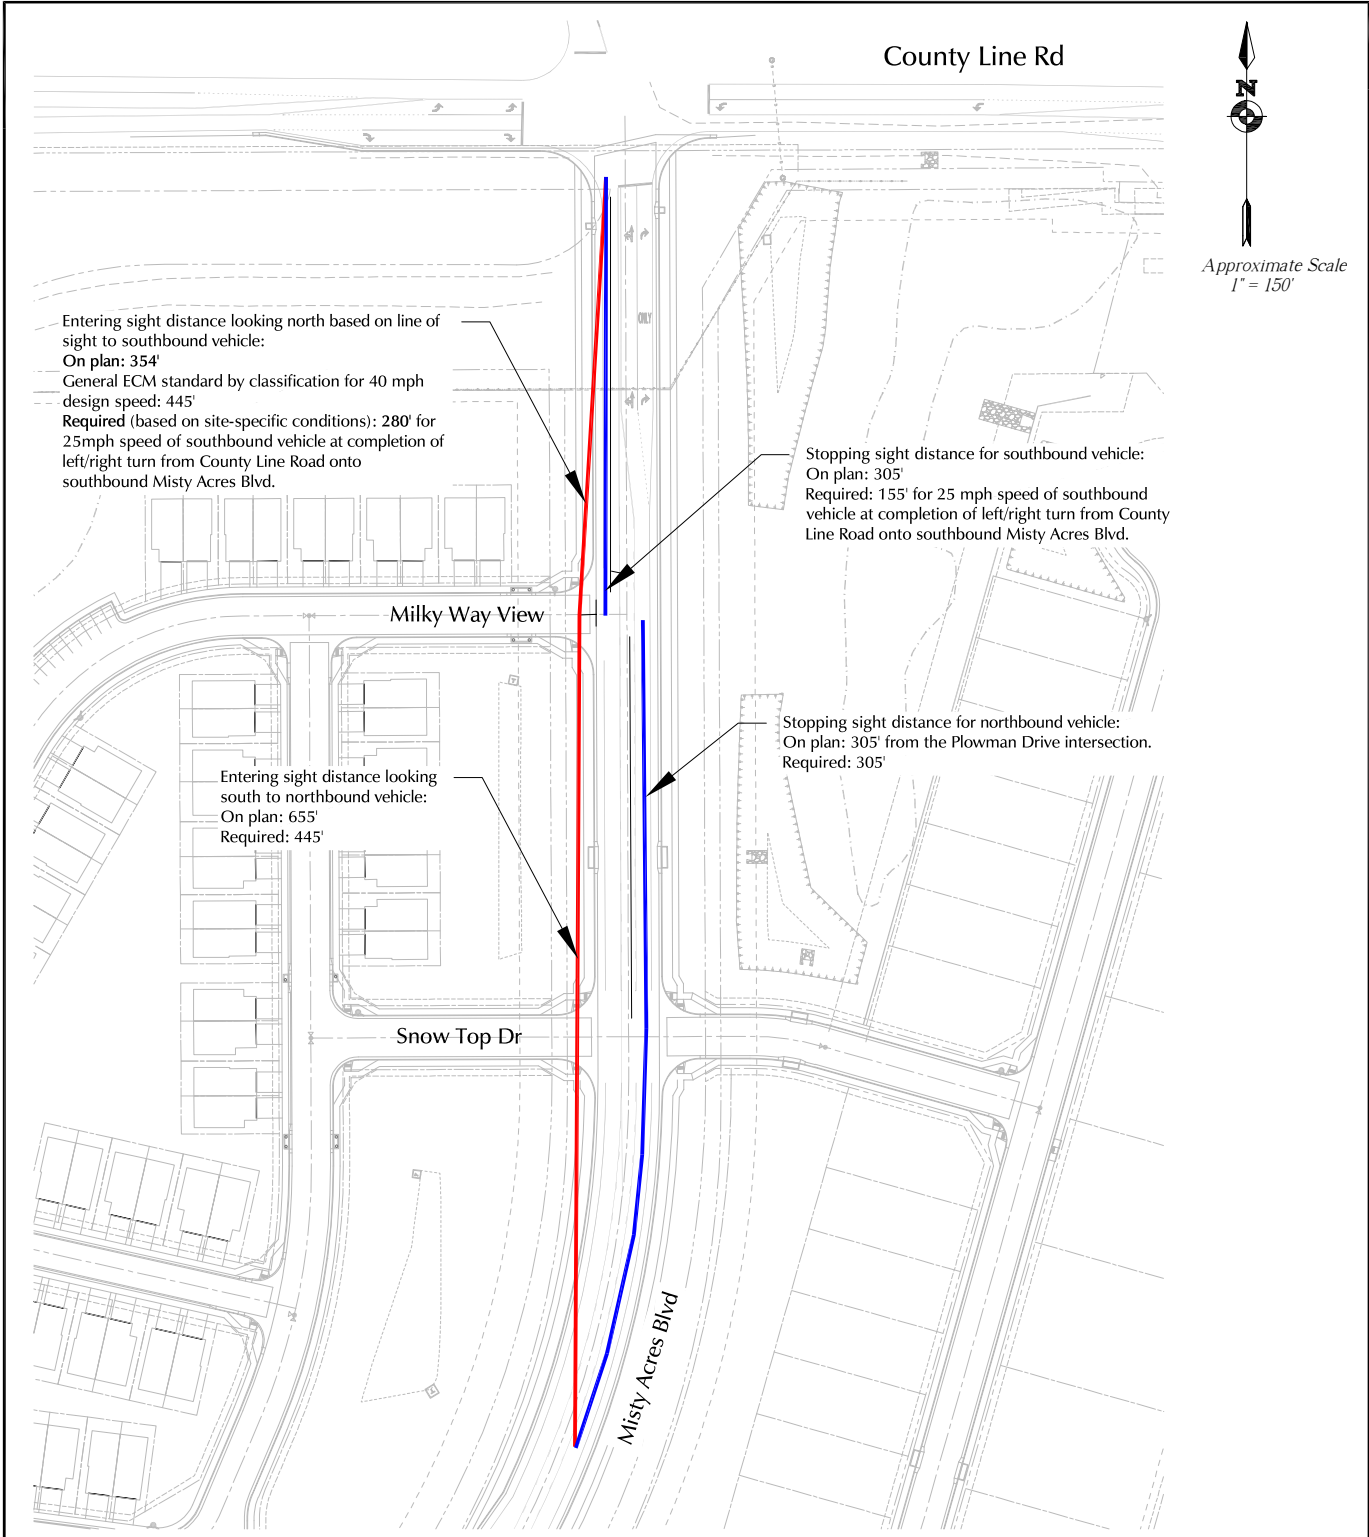 County Line Rd
N
Approximate Scale
1" = 150'
Entering sight distance looking north based on line of
sight to southbound vehicle:
On plan: 354'
General ECM standard by classification for 40 mph
design speed: 445'
Required (based on site-specific conditions): 280' for
25mph speed of southbound vehicle at completion of
left/right turn from County Line Road onto
southbound Misty Acres Blvd.
ONLY
Stopping sight distance for southbound vehicle:
On plan: 305'
Required: 155' for 25 mph speed of southbound
vehicle at completion of left/right turn from County
Line Road onto southbound Misty Acres Blvd.
Milky Way View
Stopping sight distance for northbound vehicle:
On plan: 305' from the Plowman Drive intersection.
Required: 305'
Entering sight distance looking
south to northbound vehicle:
On plan: 655'
Required: 445'
Snow Top Dr
Misty Acres Blvd